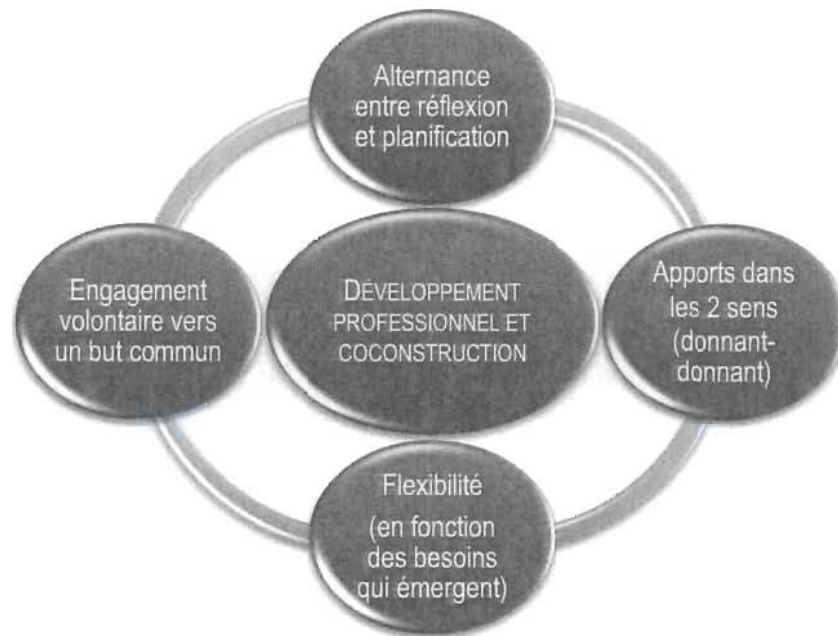 Alternance
entre réflexion
et planification
Engagement
volontaire vers
un but commun
DÉVELOPPEMENT
PROFESSIONNEL ET
COCONSTRUCTION
Apports dans
les 2 sens
(donnant-
donnant)
Flexibilité
(en fonction
des besoins
qui émergent)